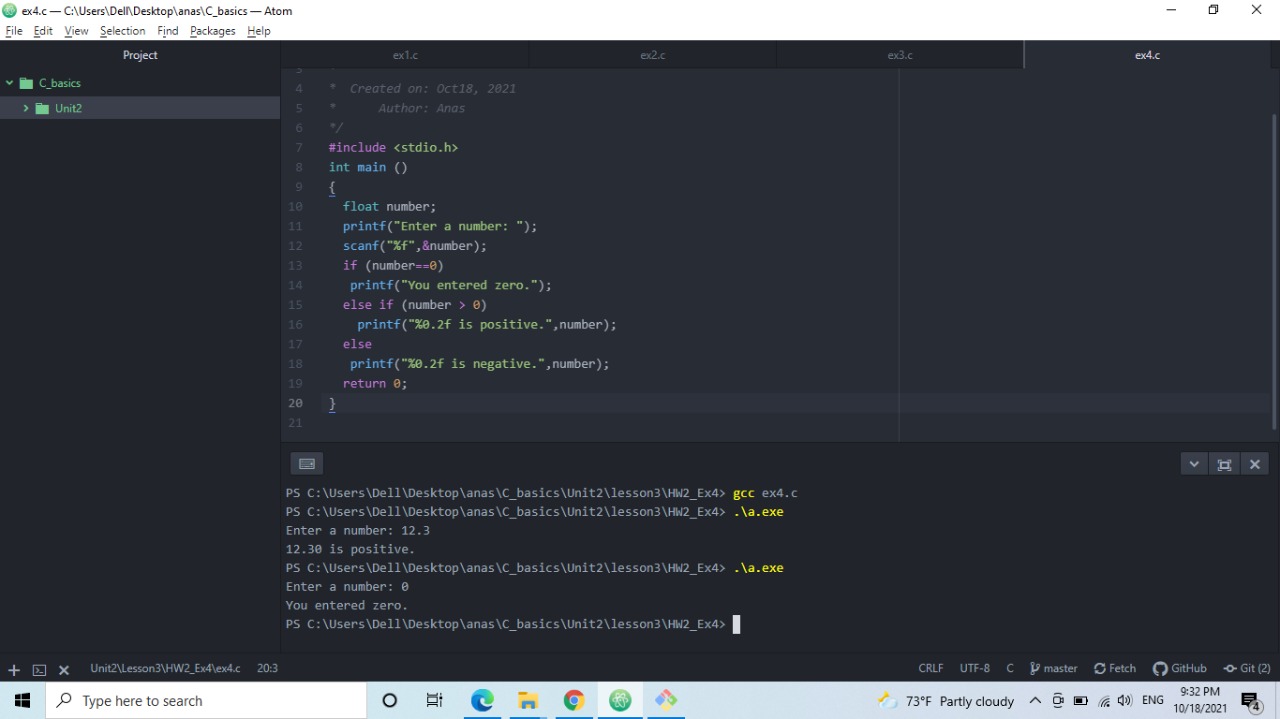 ex4.c — C:\Users\Dell\Desktop\anas\C_basics — Atom
File Edit View Selection Find Packages Help
Project
ex1.c ex2.c ex3.c ex4.c
C_basics
Unit2
3
4 * Created on: Oct18, 2021
5 * Author: Anas
6 */
7 #include <stdio.h>
8 int main ()
9 {
10 float number;
11 printf("Enter a number: ");
12 scanf("%f",&number);
13 if (number==0)
14 printf("You entered zero.");
15 else if (number > 0)
16 printf("%0.2f is positive.",number);
17 else
18 printf("%0.2f is negative.",number);
19 return 0;
20 }
21
PS C:\Users\Dell\Desktop\anas\C_basics\Unit2\lesson3\HW2_Ex4> gcc ex4.c
PS C:\Users\Dell\Desktop\anas\C_basics\Unit2\lesson3\HW2_Ex4> .\a.exe
Enter a number: 12.3
12.30 is positive.
PS C:\Users\Dell\Desktop\anas\C_basics\Unit2\lesson3\HW2_Ex4> .\a.exe
Enter a number: 0
You entered zero.
PS C:\Users\Dell\Desktop\anas\C_basics\Unit2\lesson3\HW2_Ex4>
Unit2\Lesson3\HW2_Ex4\ex4.c 20:3 CRLF UTF-8 C master Fetch GitHub Git (2)
Type here to search 73°F Partly cloudy ENG 9:32 PM
10/18/2021 4